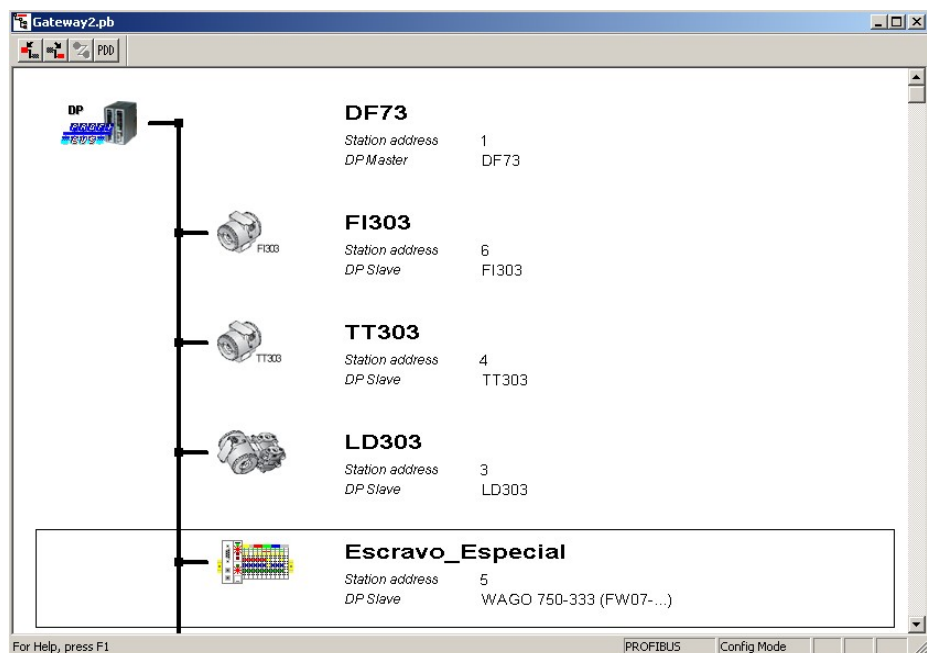 Gateway2.pb
PDD
DP
PROFI
BUS
DF73
Station address 1
DP Master DF73
FI303
FI303
Station address 6
DP Slave FI303
TT303
TT303
Station address 4
DP Slave TT303
LD303
Station address 3
DP Slave LD303
Escravo_Especial
Station address 5
DP Slave WAGO 750-333 (FW07-...)
For Help, press F1
PROFIBUS
Config Mode